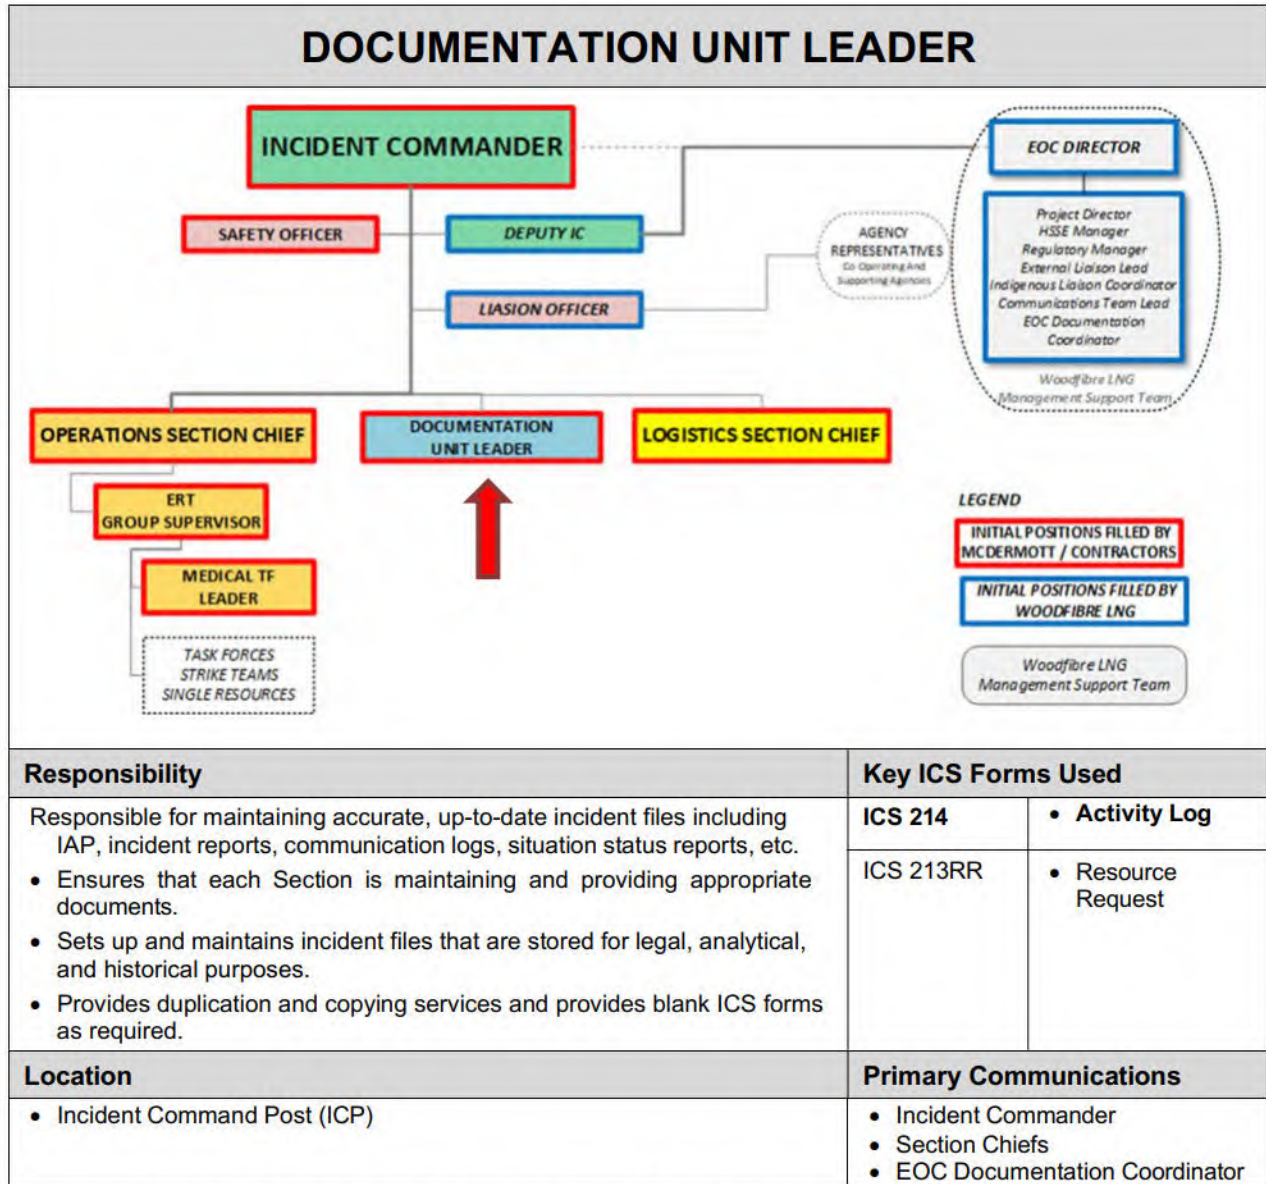 DOCUMENTATION UNIT LEADER
INCIDENT COMMANDER
EOC DIRECTOR
SAFETY OFFICER
DEPUTY IC
LIASION OFFICER
AGENCY
REPRESENTATIVES
Co Operating And
Supporting Agencies
Project Director
HSSE Manager
Regulatory Manager
External Liaison Lead
Indigenous Liaison Coordinator
Communications Team Lead
EOC Documentation
Coordinator
Woodfibre LNG
Management Support Team
OPERATIONS SECTION CHIEF
DOCUMENTATION
UNIT LEADER
LOGISTICS SECTION CHIEF
ERT
GROUP SUPERVISOR
MEDICAL TF
LEADER
TASK FORCES
STRIKE TEAMS
SINGLE RESOURCES
LEGEND
INITIAL POSITIONS FILLED BY
MCDERMOTT / CONTRACTORS
INITIAL POSITIONS FILLED BY
WOODFIBRE LNG
Woodfibre LNG
Management Support Team
Responsibility
Responsible for maintaining accurate, up-to-date incident files including
IAP, incident reports, communication logs, situation status reports, etc.
• Ensures that each Section is maintaining and providing appropriate
documents.
• Sets up and maintains incident files that are stored for legal, analytical,
and historical purposes.
• Provides duplication and copying services and provides blank ICS forms
as required.
Key ICS Forms Used
ICS 214
• Activity Log
ICS 213RR
• Resource
Request
Location
• Incident Command Post (ICP)
Primary Communications
• Incident Commander
• Section Chiefs
• EOC Documentation Coordinator